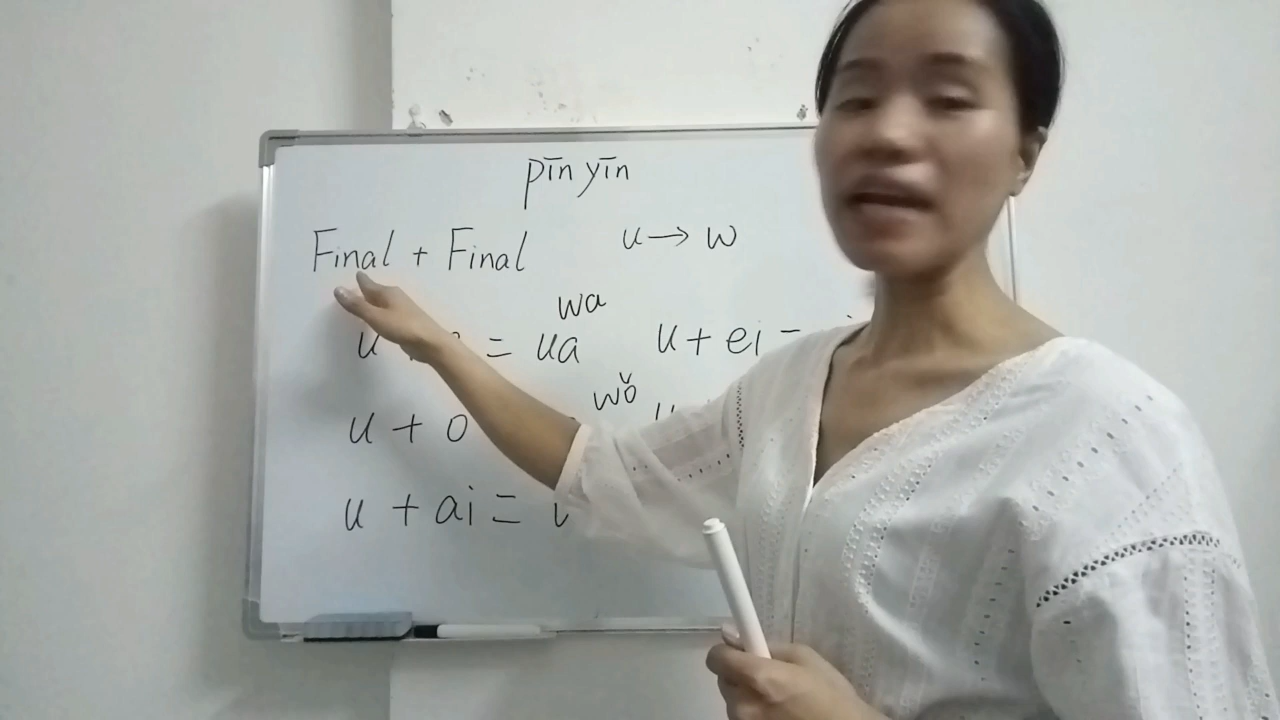 pīn yīn
Final + Final u → w
wa
u = ua u + ei -
wǒ
u + o
u + ai =